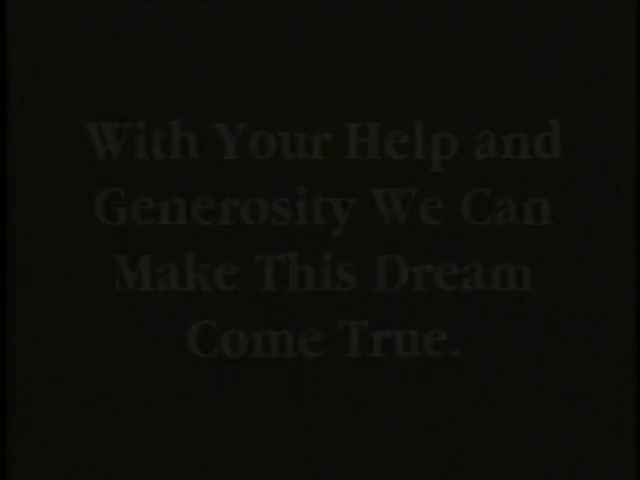 With Your Help and
Generosity We Can
Make This Dream
Come True.